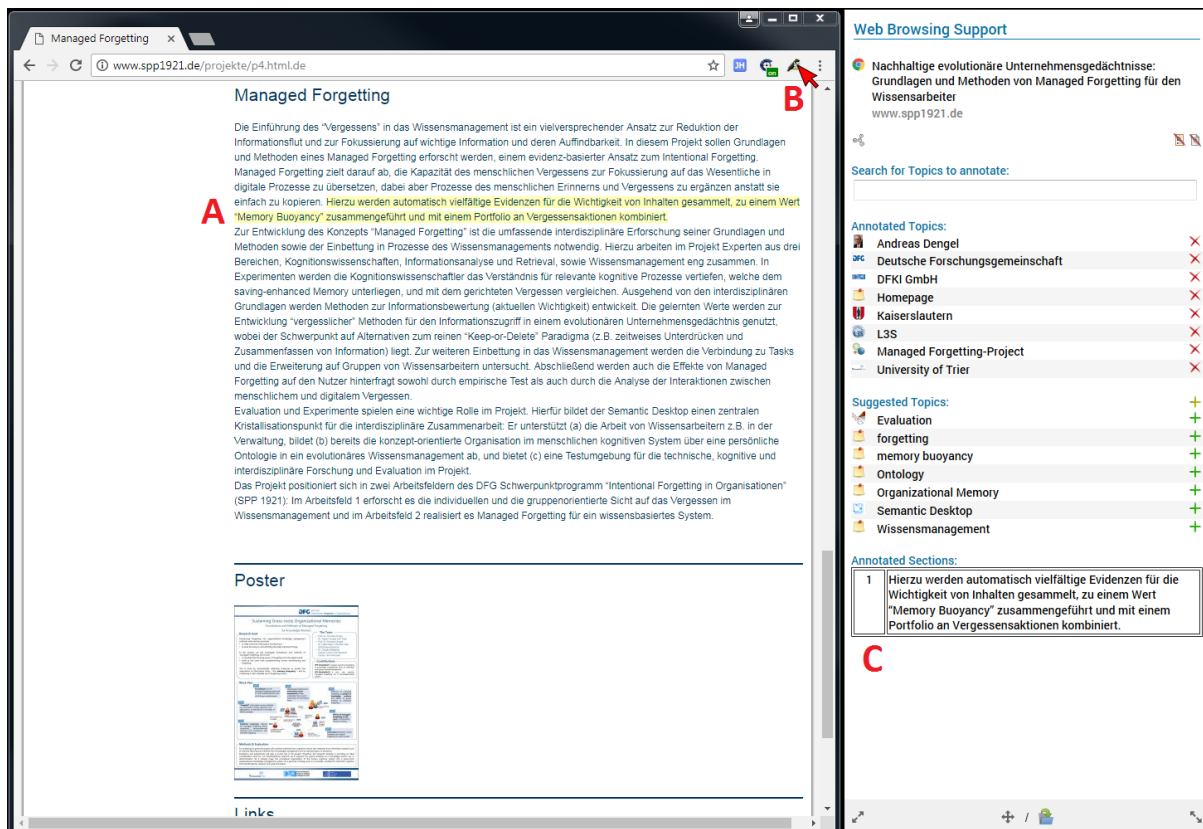 Managed Forgetting
www.spp1921.de/projekte/p4.html.de
JH
on
B
Managed Forgetting
Die Einführung des “Vergessens” in das Wissensmanagement ist ein vielversprechender Ansatz zur Reduktion der
Informationsflut und zur Fokussierung auf wichtige Information und deren Auffindbarkeit. In diesem Projekt sollen Grundlagen
und Methoden eines Managed Forgetting erforscht werden, einem evidenz-basierter Ansatz zum Intentional Forgetting.
Managed Forgetting zielt darauf ab, die Kapazität des menschlichen Vergessens zur Fokussierung auf das Wesentliche in
digitale Prozesse zu übersetzen, dabei aber Prozesse des menschlichen Erinnerns und Vergessens zu ergänzen anstatt sie
einfach zu kopieren. Hierzu werden automatisch vielfältige Evidenzen für die Wichtigkeit von Inhalten gesammelt, zu einem Wert
A
“Memory Buoyancy” zusammengeführt und mit einem Portfolio an Vergessensaktionen kombiniert.
Zur Entwicklung des Konzepts “Managed Forgetting” ist die umfassende interdisziplinäre Erforschung seiner Grundlagen und
Methoden sowie der Einbettung in Prozesse des Wissensmanagements notwendig. Hierzu arbeiten im Projekt Experten aus drei
Bereichen, Kognitionswissenschaften, Informationsanalyse und Retrieval, sowie Wissensmanagement eng zusammen. In
Experimenten werden die Kognitionswissenschaftler das Verständnis für relevante kognitive Prozesse vertiefen, welche dem
saving-enhanced Memory unterliegen, und mit dem gerichteten Vergessen vergleichen. Ausgehend von den interdisziplinären
Grundlagen werden Methoden zur Informationsbewertung (aktuellen Wichtigkeit) entwickelt. Die gelernten Werte werden zur
Entwicklung “vergesslicher” Methoden für den Informationszugriff in einem evolutionären Unternehmensgedächtnis genutzt,
wobei der Schwerpunkt auf Alternativen zum reinen “Keep-or-Delete” Paradigma (z.B. zeitweises Unterdrücken und
Zusammenfassen von Information) liegt. Zur weiteren Einbettung in das Wissensmanagement werden die Verbindung zu Tasks
und die Erweiterung auf Gruppen von Wissensarbeitern untersucht. Abschließend werden auch die Effekte von Managed
Forgetting auf den Nutzer hinterfragt sowohl durch empirische Test als auch durch die Analyse der Interaktionen zwischen
menschlichem und digitalem Vergessen.
Evaluation und Experimente spielen eine wichtige Rolle im Projekt. Hierfür bildet der Semantic Desktop einen zentralen
Kristallisationspunkt für die interdisziplinäre Zusammenarbeit: Er unterstützt (a) die Arbeit von Wissensarbeitern z.B. in der
Verwaltung, bildet (b) bereits die konzept-orientierte Organisation im menschlichen kognitiven System über eine persönliche
Ontologie in ein evolutionäres Wissensmanagement ab, und bietet (c) eine Testumgebung für die technische, kognitive und
interdisziplinäre Forschung und Evaluation im Projekt.
Das Projekt positioniert sich in zwei Arbeitsfeldern des DFG Schwerpunktprogramm “Intentional Forgetting in Organisationen”
(SPP 1921): Im Arbeitsfeld 1 erforscht es die individuellen und die gruppenorientierte Sicht auf das Vergessen im
Wissensmanagement und im Arbeitsfeld 2 realisiert es Managed Forgetting für ein wissensbasiertes System.
Poster
DFG
Links
Web Browsing Support
Nachhaltige evolutionäre Unternehmensgedächtnisse:
Grundlagen und Methoden von Managed Forgetting für den
Wissensarbeiter
www.spp1921.de
Search for Topics to annotate:
Annotated Topics:
Andreas Dengel
DFG Deutsche Forschungsgemeinschaft
DFKI GmbH
Homepage
Kaiserslautern
L3S
Managed Forgetting-Project
University of Trier
Suggested Topics:
Evaluation
forgetting
memory buoyancy
Ontology
Organizational Memory
Semantic Desktop
Wissensmanagement
Annotated Sections:
1 Hierzu werden automatisch vielfältige Evidenzen für die
Wichtigkeit von Inhalten gesammelt, zu einem Wert
“Memory Buoyancy” zusammengeführt und mit einem
Portfolio an Vergessensaktionen kombiniert.
C
/